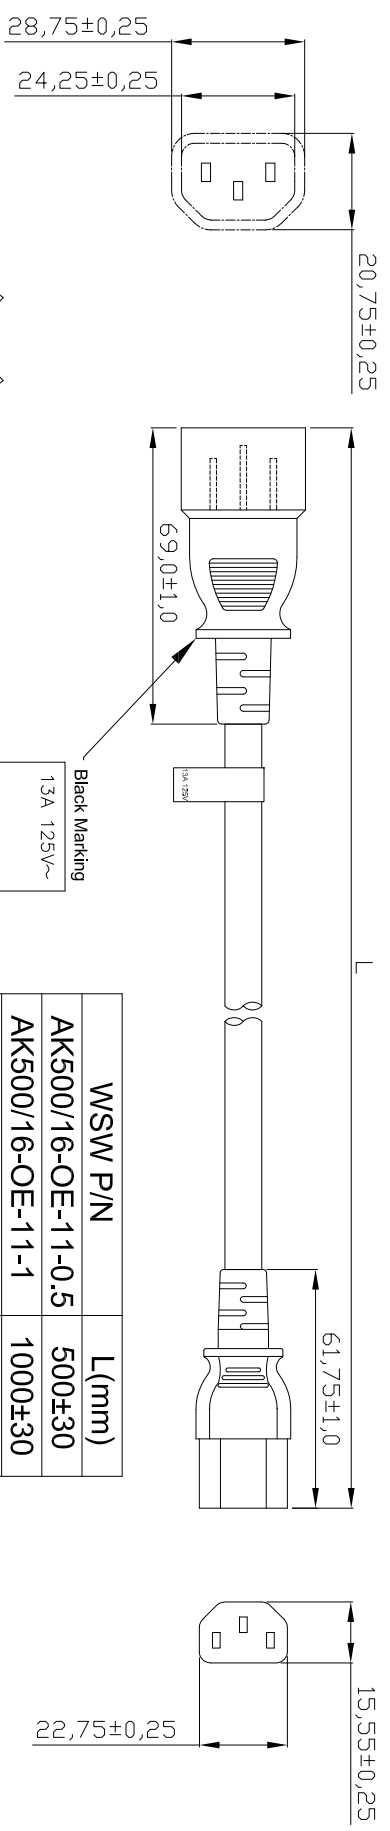 28,75±0,25
24,25±0,25
20,75±0,25
L
69,0±1,0
61,75±1,0
Black Marking
13A 125V~
13A 125V
15,55±0,25
22,75±0,25
WSW P/N L(mm)
AK500/16-OE-11-0.5 500±30
AK500/16-OE-11-1 1000±30